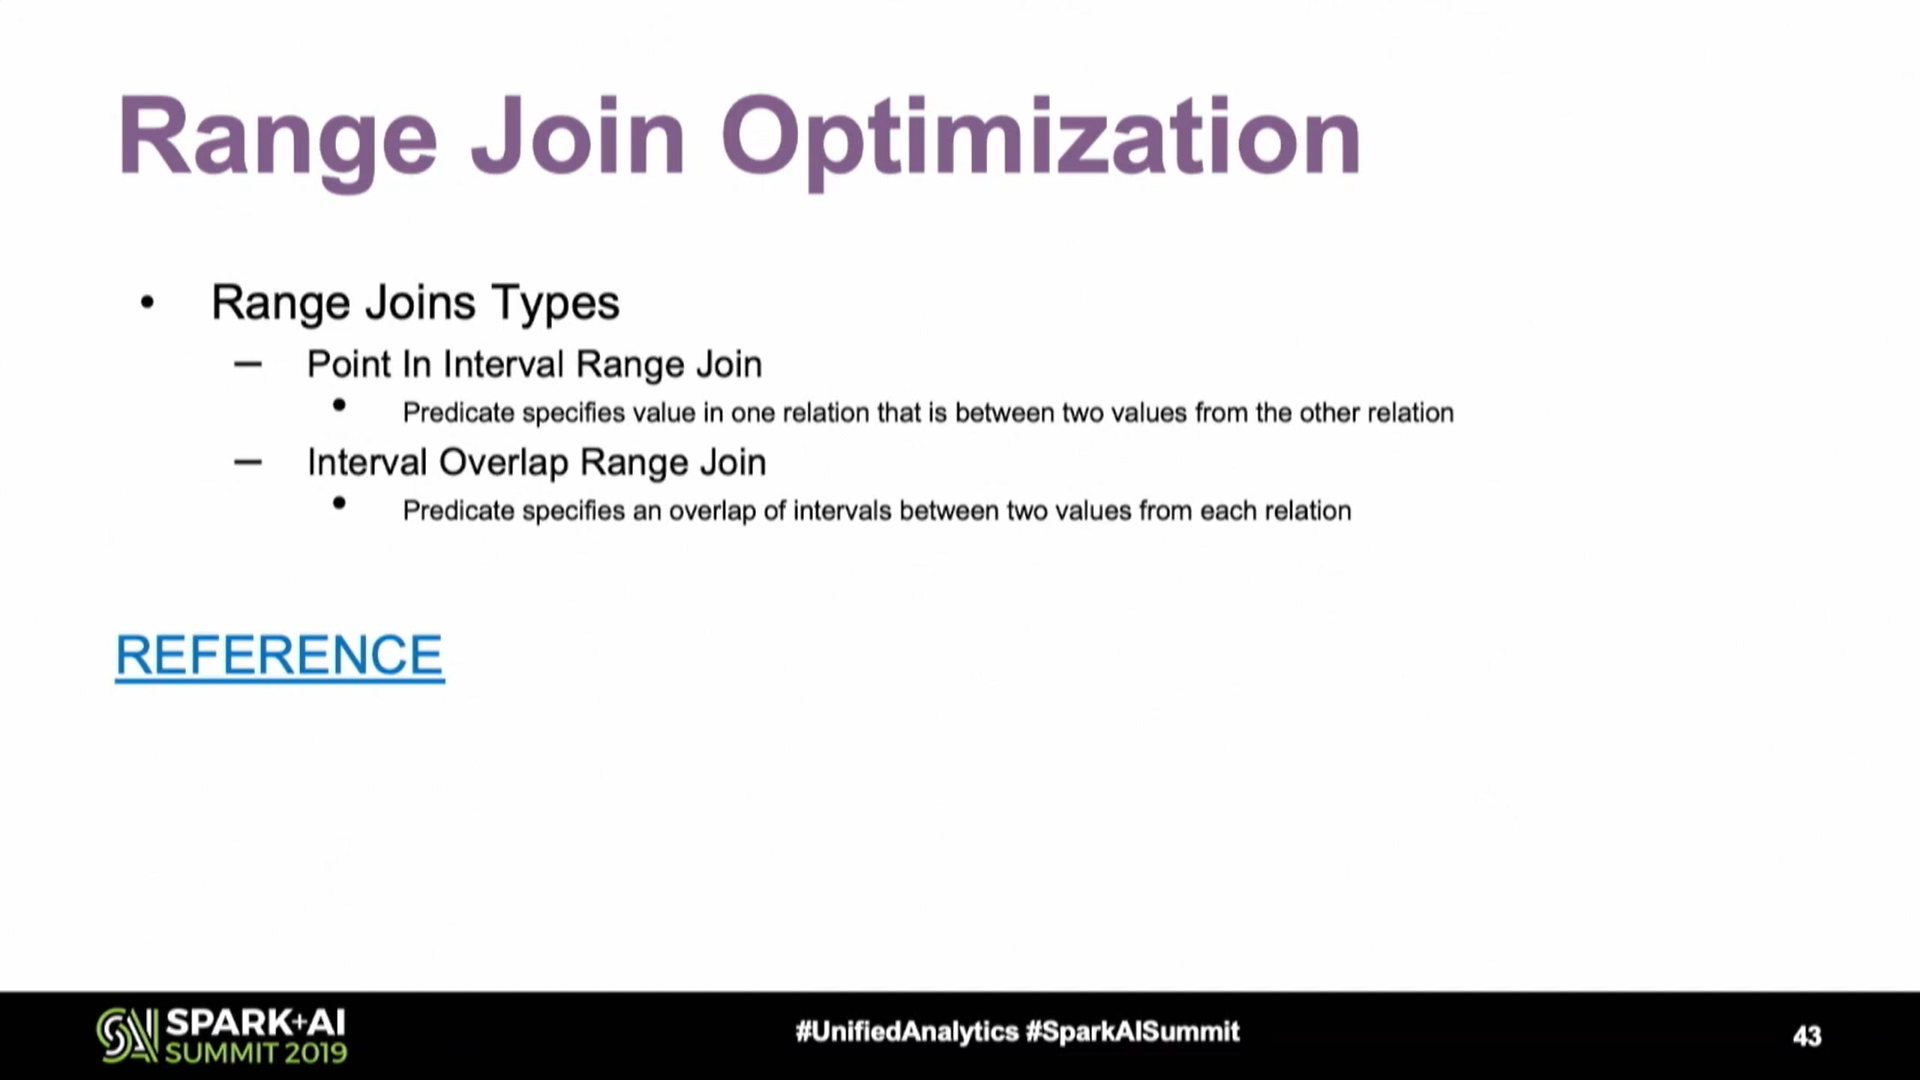 Range Join Optimization
• Range Joins Types
– Point In Interval Range Join
• Predicate specifies value in one relation that is between two values from the other relation
– Interval Overlap Range Join
• Predicate specifies an overlap of intervals between two values from each relation
REFERENCE
SPARK+AI
SUMMIT 2019
#UnifiedAnalytics #SparkAISummit
43